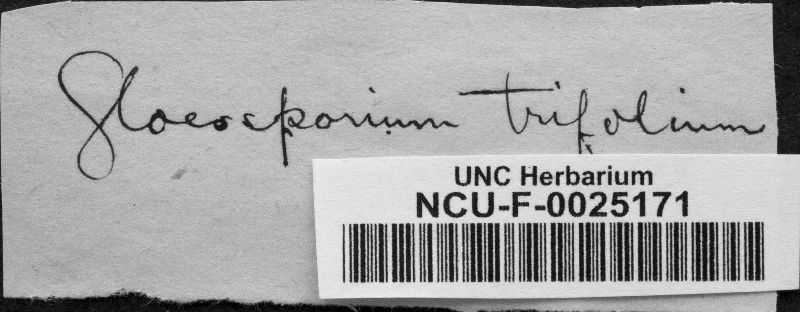 Gloeosporium trifolium
UNC Herbarium
NCU-F-0025171